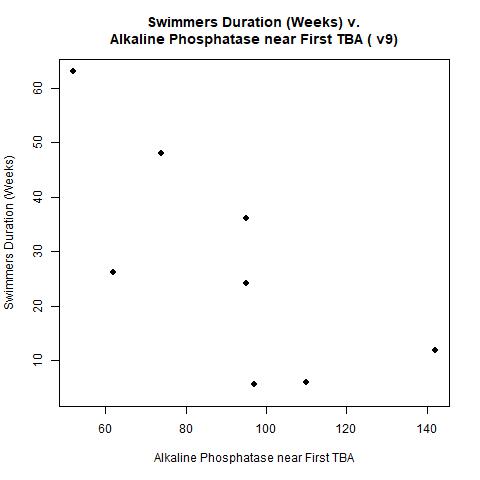 Swimmers Duration (Weeks) v.
Alkaline Phosphatase near First TBA ( v9)
Swimmers Duration (Weeks)
60
50
40
30
20
10
60 80 100 120 140
Alkaline Phosphatase near First TBA